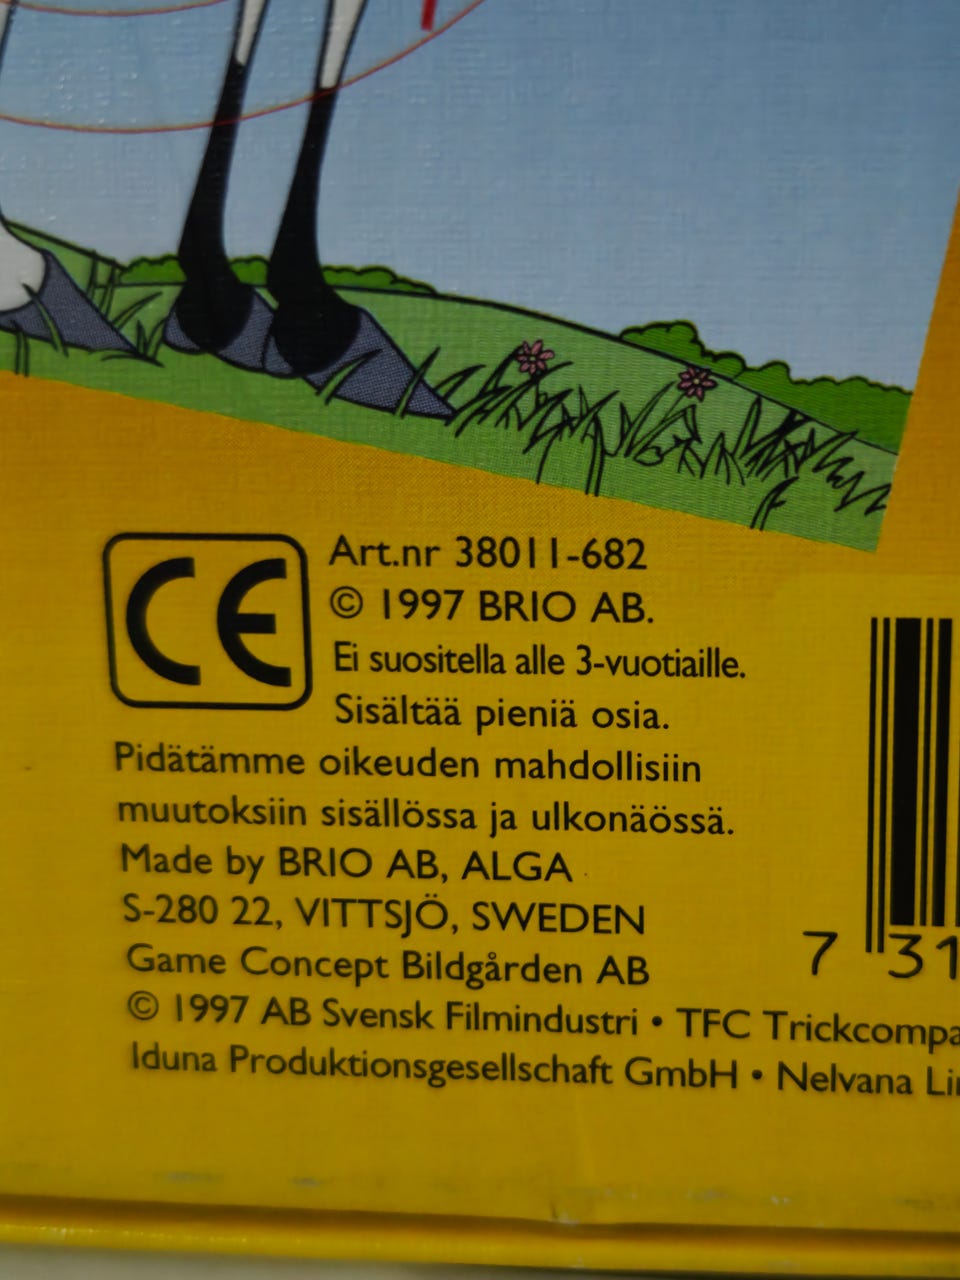 CE
Art.nr 38011-682
© 1997 BRIO AB.
Ei suositella alle 3-vuotiaille.
Sisältää pieniä osia.
Pidätämme oikeuden mahdollisiin
muutoksiin sisällössa ja ulkonäössä.
Made by BRIO AB, ALGA
S-280 22, VITTSJÖ, SWEDEN
Game Concept Bildgården AB
© 1997 AB Svensk Filmindustri • TFC Trickcompa
Iduna Produktionsgesellschaft GmbH • Nelvana
7 31